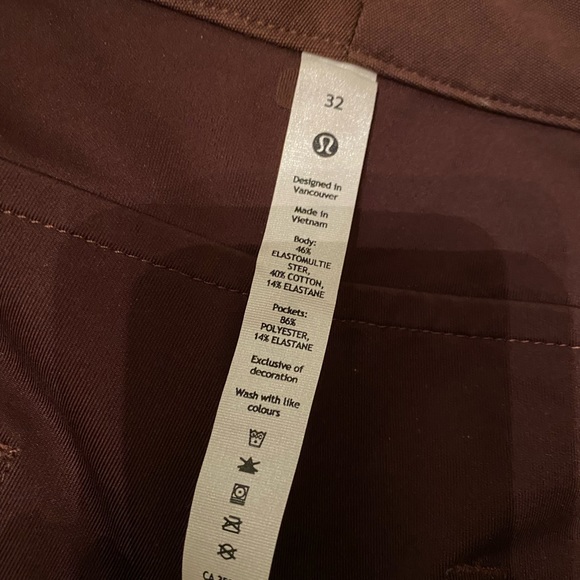 32
Designed in
Vancouver
Made in
Vietnam
Body:
46%
ELASTOMULTIE
STER,
40% COTTON,
14% ELASTANE
Pockets:
86%
POLYESTER,
14% ELASTANE
Exclusive of
decoration
Wash with like
colours
CA